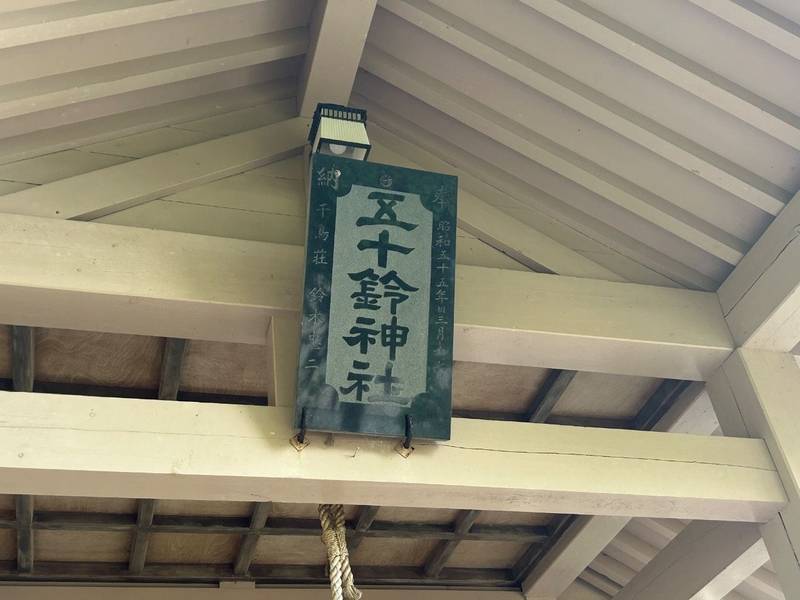 五十鈴神社
奉 昭和五十五年三月
納 千鳥荘 鈴木